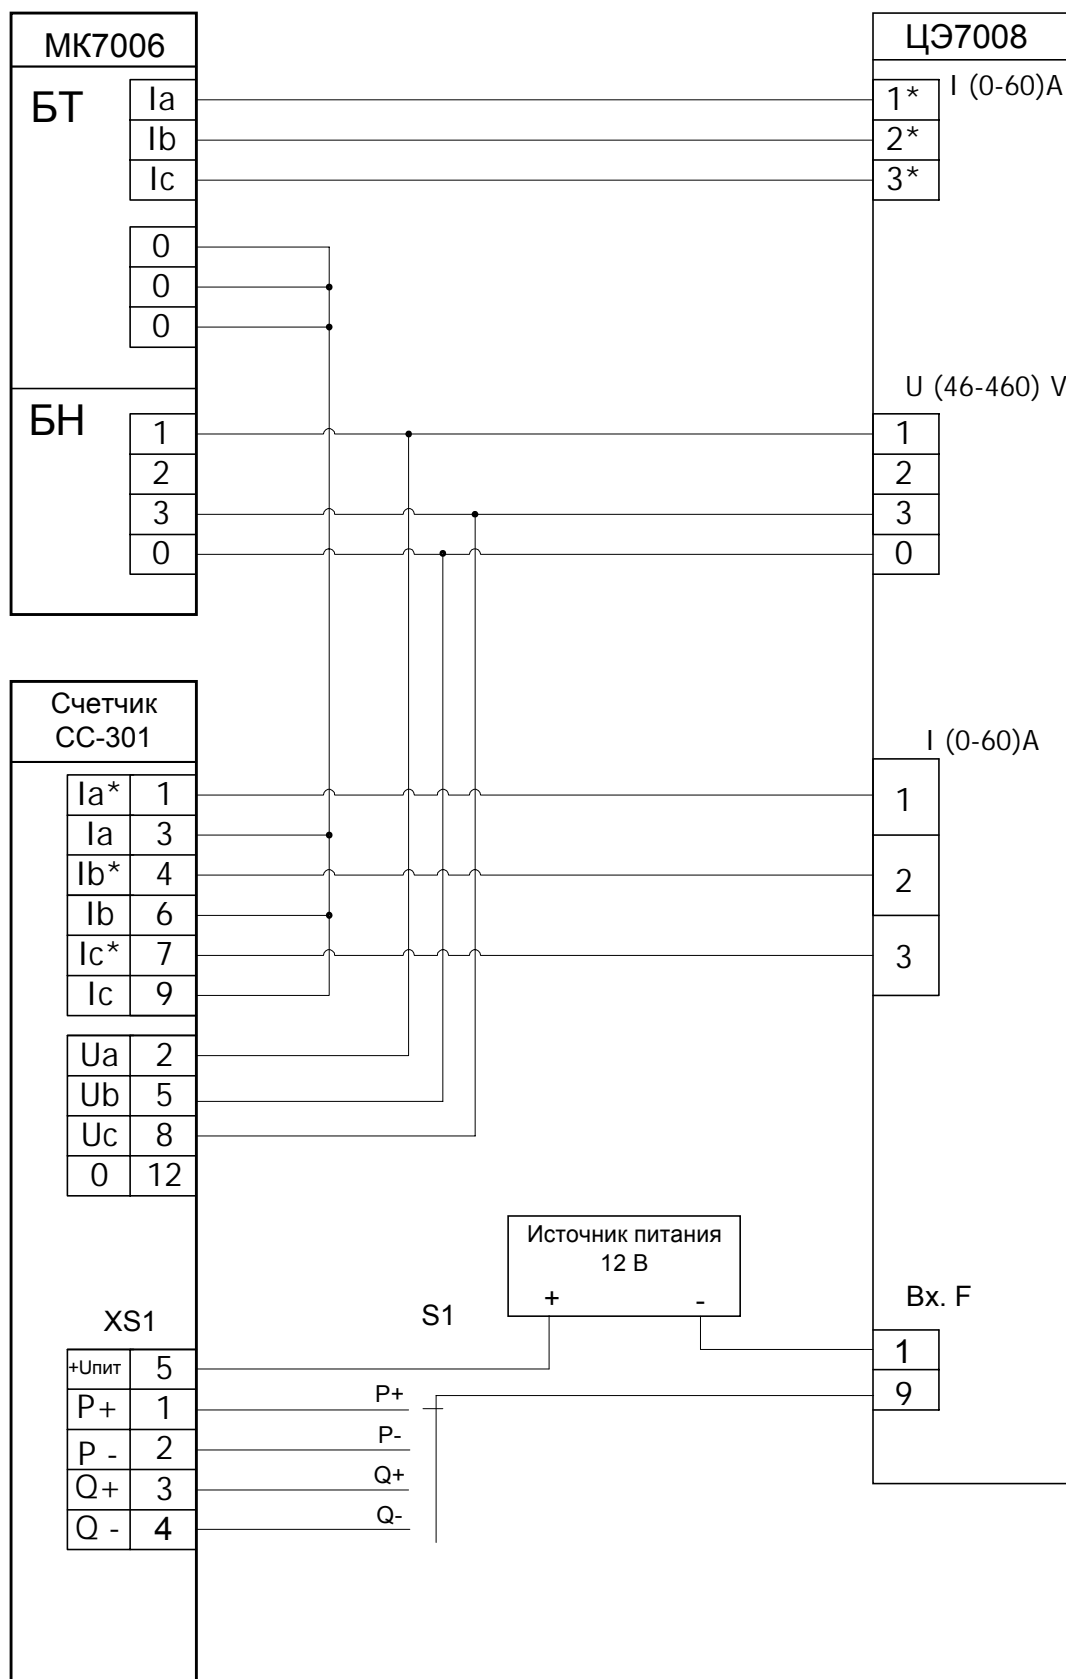 МК7006
БТ
Ia
Ib
Ic
0
0
0
БН
1
2
3
0
ЦЭ7008
I (0-60)A
1*
2*
3*
U (46-460) V
1
2
3
0
Счетчик
СС-301
Ia* 1
Ia 3
Ib* 4
Ib 6
Ic* 7
Ic 9
Ua 2
Ub 5
Uc 8
0 12
I (0-60)A
1
2
3
Источник питания
12 В
+ -
XS1
S1
+Uпит 5
P+ 1
P - 2
Q+ 3
Q - 4
P+
P-
Q+
Q-
Вх. F
1
9